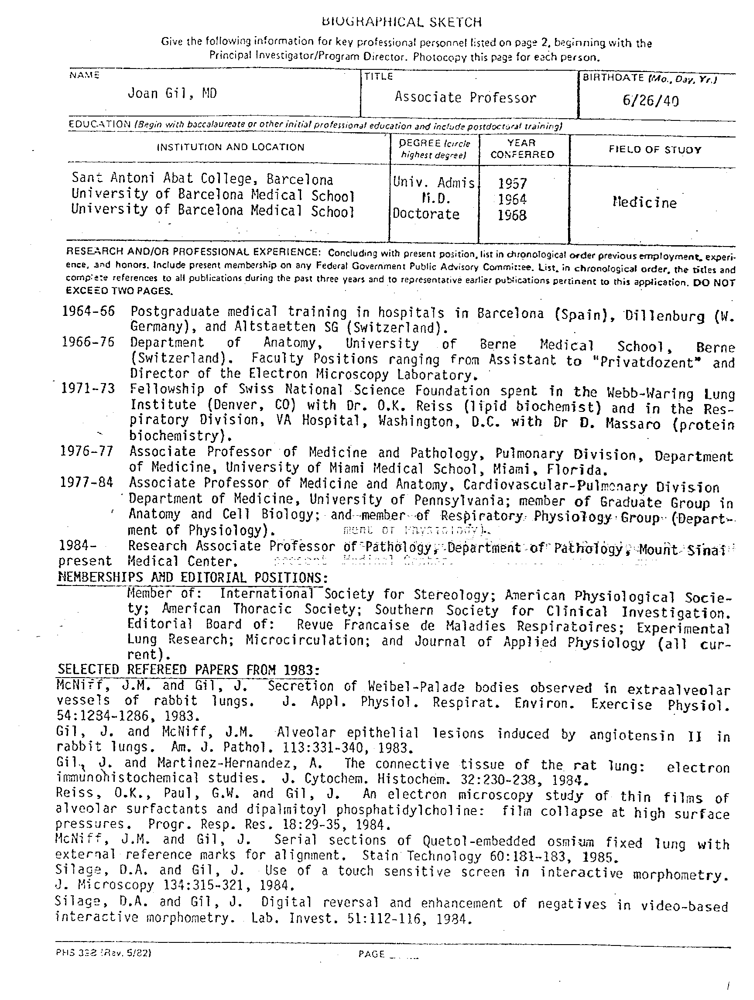 BIOGRAPHICAL SKETCH
Give the following information for key professional personnel listed on page 2, beginning with the
Principal Investigator/Program Director. Photocopy this page for each person.
NAME TITLE BIRTHDATE (Mo., Day, Yr.)
Joan Gil, MD Associate Professor 6/26/40
EDUCATION (Begin with baccalaureate or other initial professional education and include postdoctoral training)
INSTITUTION AND LOCATION DEGREE (circle highest degree) YEAR CONFERRED FIELD OF STUDY
Sant Antoni Abat College, Barcelona Univ. Admis 1957
University of Barcelona Medical School M.D. 1964 Medicine
University of Barcelona Medical School Doctorate 1968
RESEARCH AND/OR PROFESSIONAL EXPERIENCE: Concluding with present position, list in chronological order previous employment, experi-
ence, and honors. Include present membership on any Federal Government Public Advisory Committee. List, in chronological order, the titles and
complete references to all publications during the past three years and to representative earlier publications pertinent to this application. DO NOT
EXCEED TWO PAGES.
1964-66 Postgraduate medical training in hospitals in Barcelona (Spain), Dillenburg (W.
Germany), and Altstaetten SG (Switzerland).
1966-76 Department of Anatomy, University of Berne Medical School, Berne
(Switzerland). Faculty Positions ranging from Assistant to "Privatdozent" and
Director of the Electron Microscopy Laboratory.
1971-73 Fellowship of Swiss National Science Foundation spent in the Webb-Waring Lung
Institute (Denver, CO) with Dr. O.K. Reiss (lipid biochemist) and in the Res-
piratory Division, VA Hospital, Washington, D.C. with Dr D. Massaro (protein
biochemistry).
1976-77 Associate Professor of Medicine and Pathology, Pulmonary Division, Department
of Medicine, University of Miami Medical School, Miami, Florida.
1977-84 Associate Professor of Medicine and Anatomy, Cardiovascular-Pulmonary Division
Department of Medicine, University of Pennsylvania; member of Graduate Group in
Anatomy and Cell Biology; and member of Respiratory Physiology Group (Depart-
ment of Physiology). ment of Physiology).
1984- Research Associate Professor of Pathology, Department of Pathology, Mount Sinai
present Medical Center.
MEMBERSHIPS AND EDITORIAL POSITIONS:
Member of: International Society for Stereology; American Physiological Socie-
ty; American Thoracic Society; Southern Society for Clinical Investigation.
Editorial Board of: Revue Francaise de Maladies Respiratoires; Experimental
Lung Research; Microcirculation; and Journal of Applied Physiology (all cur-
rent).
SELECTED REFEREED PAPERS FROM 1983:
McNiff, J.M. and Gil, J. Secretion of Weibel-Palade bodies observed in extraalveolar
vessels of rabbit lungs. J. Appl. Physiol. Respirat. Environ. Exercise Physiol.
54:1284-1286, 1983.
Gil, J. and McNiff, J.M. Alveolar epithelial lesions induced by angiotensin II in
rabbit lungs. Am. J. Pathol. 113:331-340, 1983.
Gil, J. and Martinez-Hernandez, A. The connective tissue of the rat lung: electron
immunohistochemical studies. J. Cytochem. Histochem. 32:230-238, 1984.
Reiss, O.K., Paul, G.W. and Gil, J. An electron microscopy study of thin films of
alveolar surfactants and dipalmitoyl phosphatidylcholine: film collapse at high surface
pressures. Progr. Resp. Res. 18:29-35, 1984.
McNiff, J.M. and Gil, J. Serial sections of Quetol-embedded osmium fixed lung with
external reference marks for alignment. Stain Technology 60:181-183, 1985.
Silage, D.A. and Gil, J. Use of a touch sensitive screen in interactive morphometry.
J. Microscopy 134:315-321, 1984.
Silage, D.A. and Gil, J. Digital reversal and enhancement of negatives in video-based
interactive morphometry. Lab. Invest. 51:112-116, 1984.
PHS 398 (Rev. 5/82) PAGE